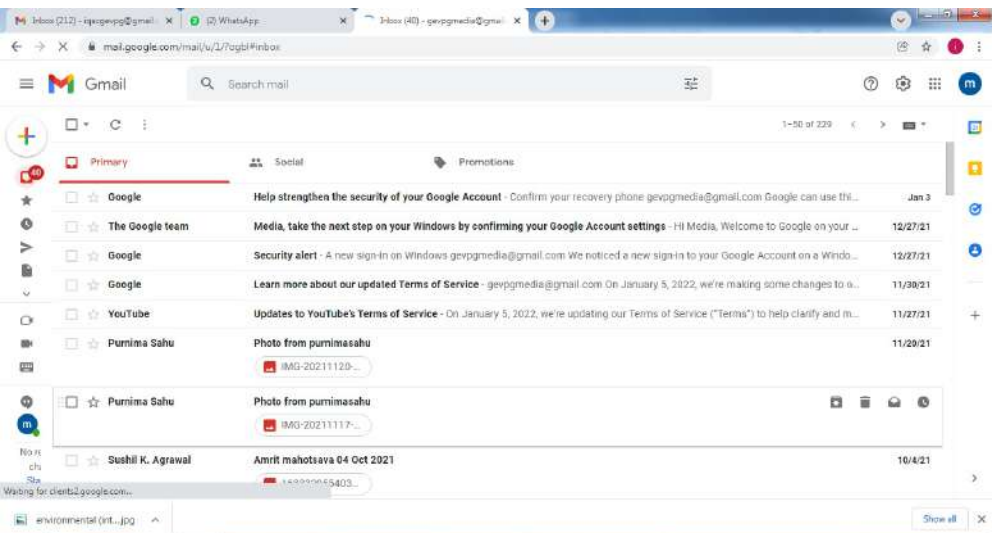 Inbox (212) - iqacgevpg@gmail.
(2) WhatsApp
Inbox (40) - gevpgmedia@gmai
mail.google.com/mail/u/1/?ogbl#inbox
Gmail
Search mail
m
1–50 of 229
40
Primary
Social
Promotions
Google Help strengthen the security of your Google Account - Confirm your recovery phone gevpgmedia@gmail.com Google can use thi... Jan 3
The Google team Media, take the next step on your Windows by confirming your Google Account settings - Hi Media, Welcome to Google on your ... 12/27/21
Google Security alert - A new sign-in on Windows gevpgmedia@gmail.com We noticed a new sign-in to your Google Account on a Windo... 12/27/21
Google Learn more about our updated Terms of Service - gevpgmedia@gmail.com On January 5, 2022, we're making some changes to o... 11/30/21
YouTube Updates to YouTube's Terms of Service - On January 5, 2022, we're updating our Terms of Service ("Terms") to help clarify and m... 11/27/21
Purnima Sahu Photo from purnimasahu 11/20/21
IMG-20211120-...
Purnima Sahu Photo from purnimasahu
IMG-20211117-...
m
Sushil K. Agrawal Amrit mahotsava 04 Oct 2021 10/4/21
Waiting for clients2.google.com...
environmental (int....jpg
Show all